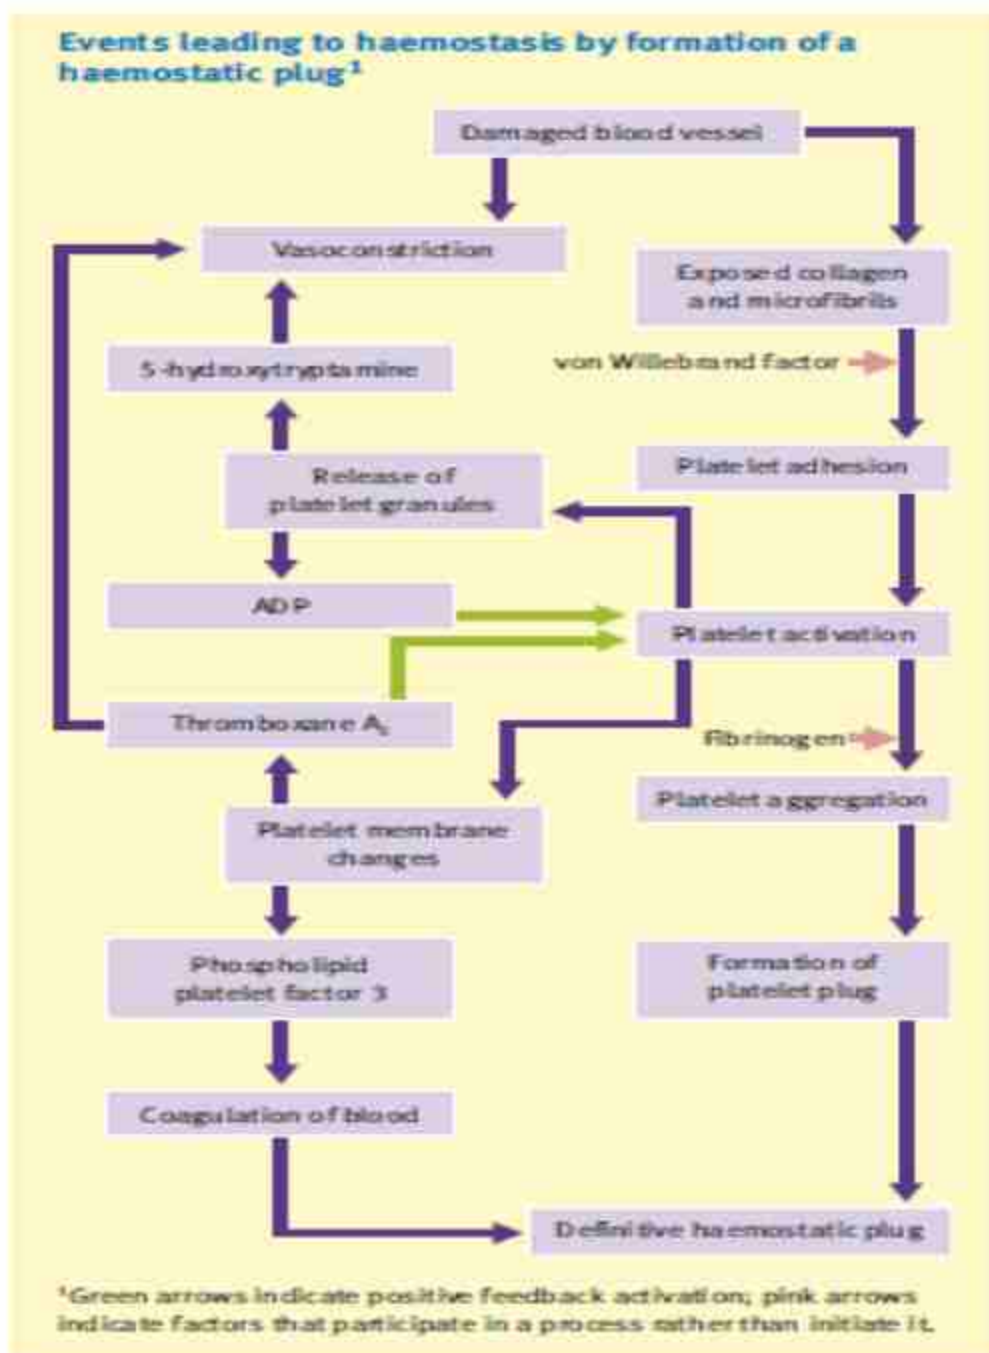 Events leading to haemostasis by formation of a
haemostatic plug¹
Damaged blood vessel
Vasoconstriction
Exposed collagen
and microfibrils
5-hydroxytryptamine
von Willebrand factor
Release of
platelet granules
Platelet adhesion
ADP
Platelet activation
Thromboxane A₂
Fibrinogen
Platelet aggregation
Platelet membrane
changes
Phospholipid
platelet factor 3
Formation of
platelet plug
Coagulation of blood
Definitive haemostatic plug
¹Green arrows indicate positive feedback activation; pink arrows
indicate factors that participate in a process rather than initiate it.